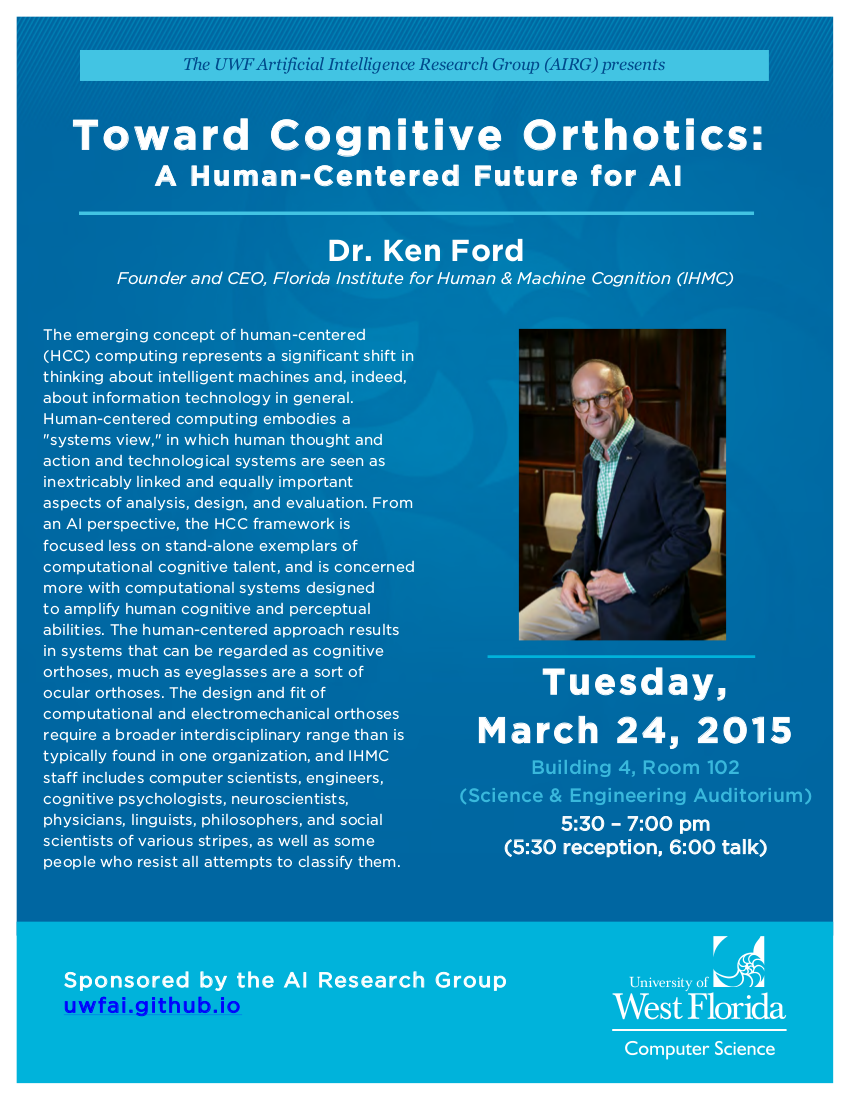 The UWF Artificial Intelligence Research Group (AIRG) presents
Toward Cognitive Orthotics:
A Human-Centered Future for AI
Dr. Ken Ford
Founder and CEO, Florida Institute for Human & Machine Cognition (IHMC)
The emerging concept of human-centered
(HCC) computing represents a significant shift in
thinking about intelligent machines and, indeed,
about information technology in general.
Human-centered computing embodies a
"systems view," in which human thought and
action and technological systems are seen as
inextricably linked and equally important
aspects of analysis, design, and evaluation. From
an AI perspective, the HCC framework is
focused less on stand-alone exemplars of
computational cognitive talent, and is concerned
more with computational systems designed
to amplify human cognitive and perceptual
abilities. The human-centered approach results
in systems that can be regarded as cognitive
orthoses, much as eyeglasses are a sort of
ocular orthoses. The design and fit of
computational and electromechanical orthoses
require a broader interdisciplinary range than is
typically found in one organization, and IHMC
staff includes computer scientists, engineers,
cognitive psychologists, neuroscientists,
physicians, linguists, philosophers, and social
scientists of various stripes, as well as some
people who resist all attempts to classify them.
Tuesday,
March 24, 2015
Building 4, Room 102
(Science & Engineering Auditorium)
5:30 – 7:00 pm
(5:30 reception, 6:00 talk)
Sponsored by the AI Research Group
uwfai.github.io
University of
West Florida
Computer Science